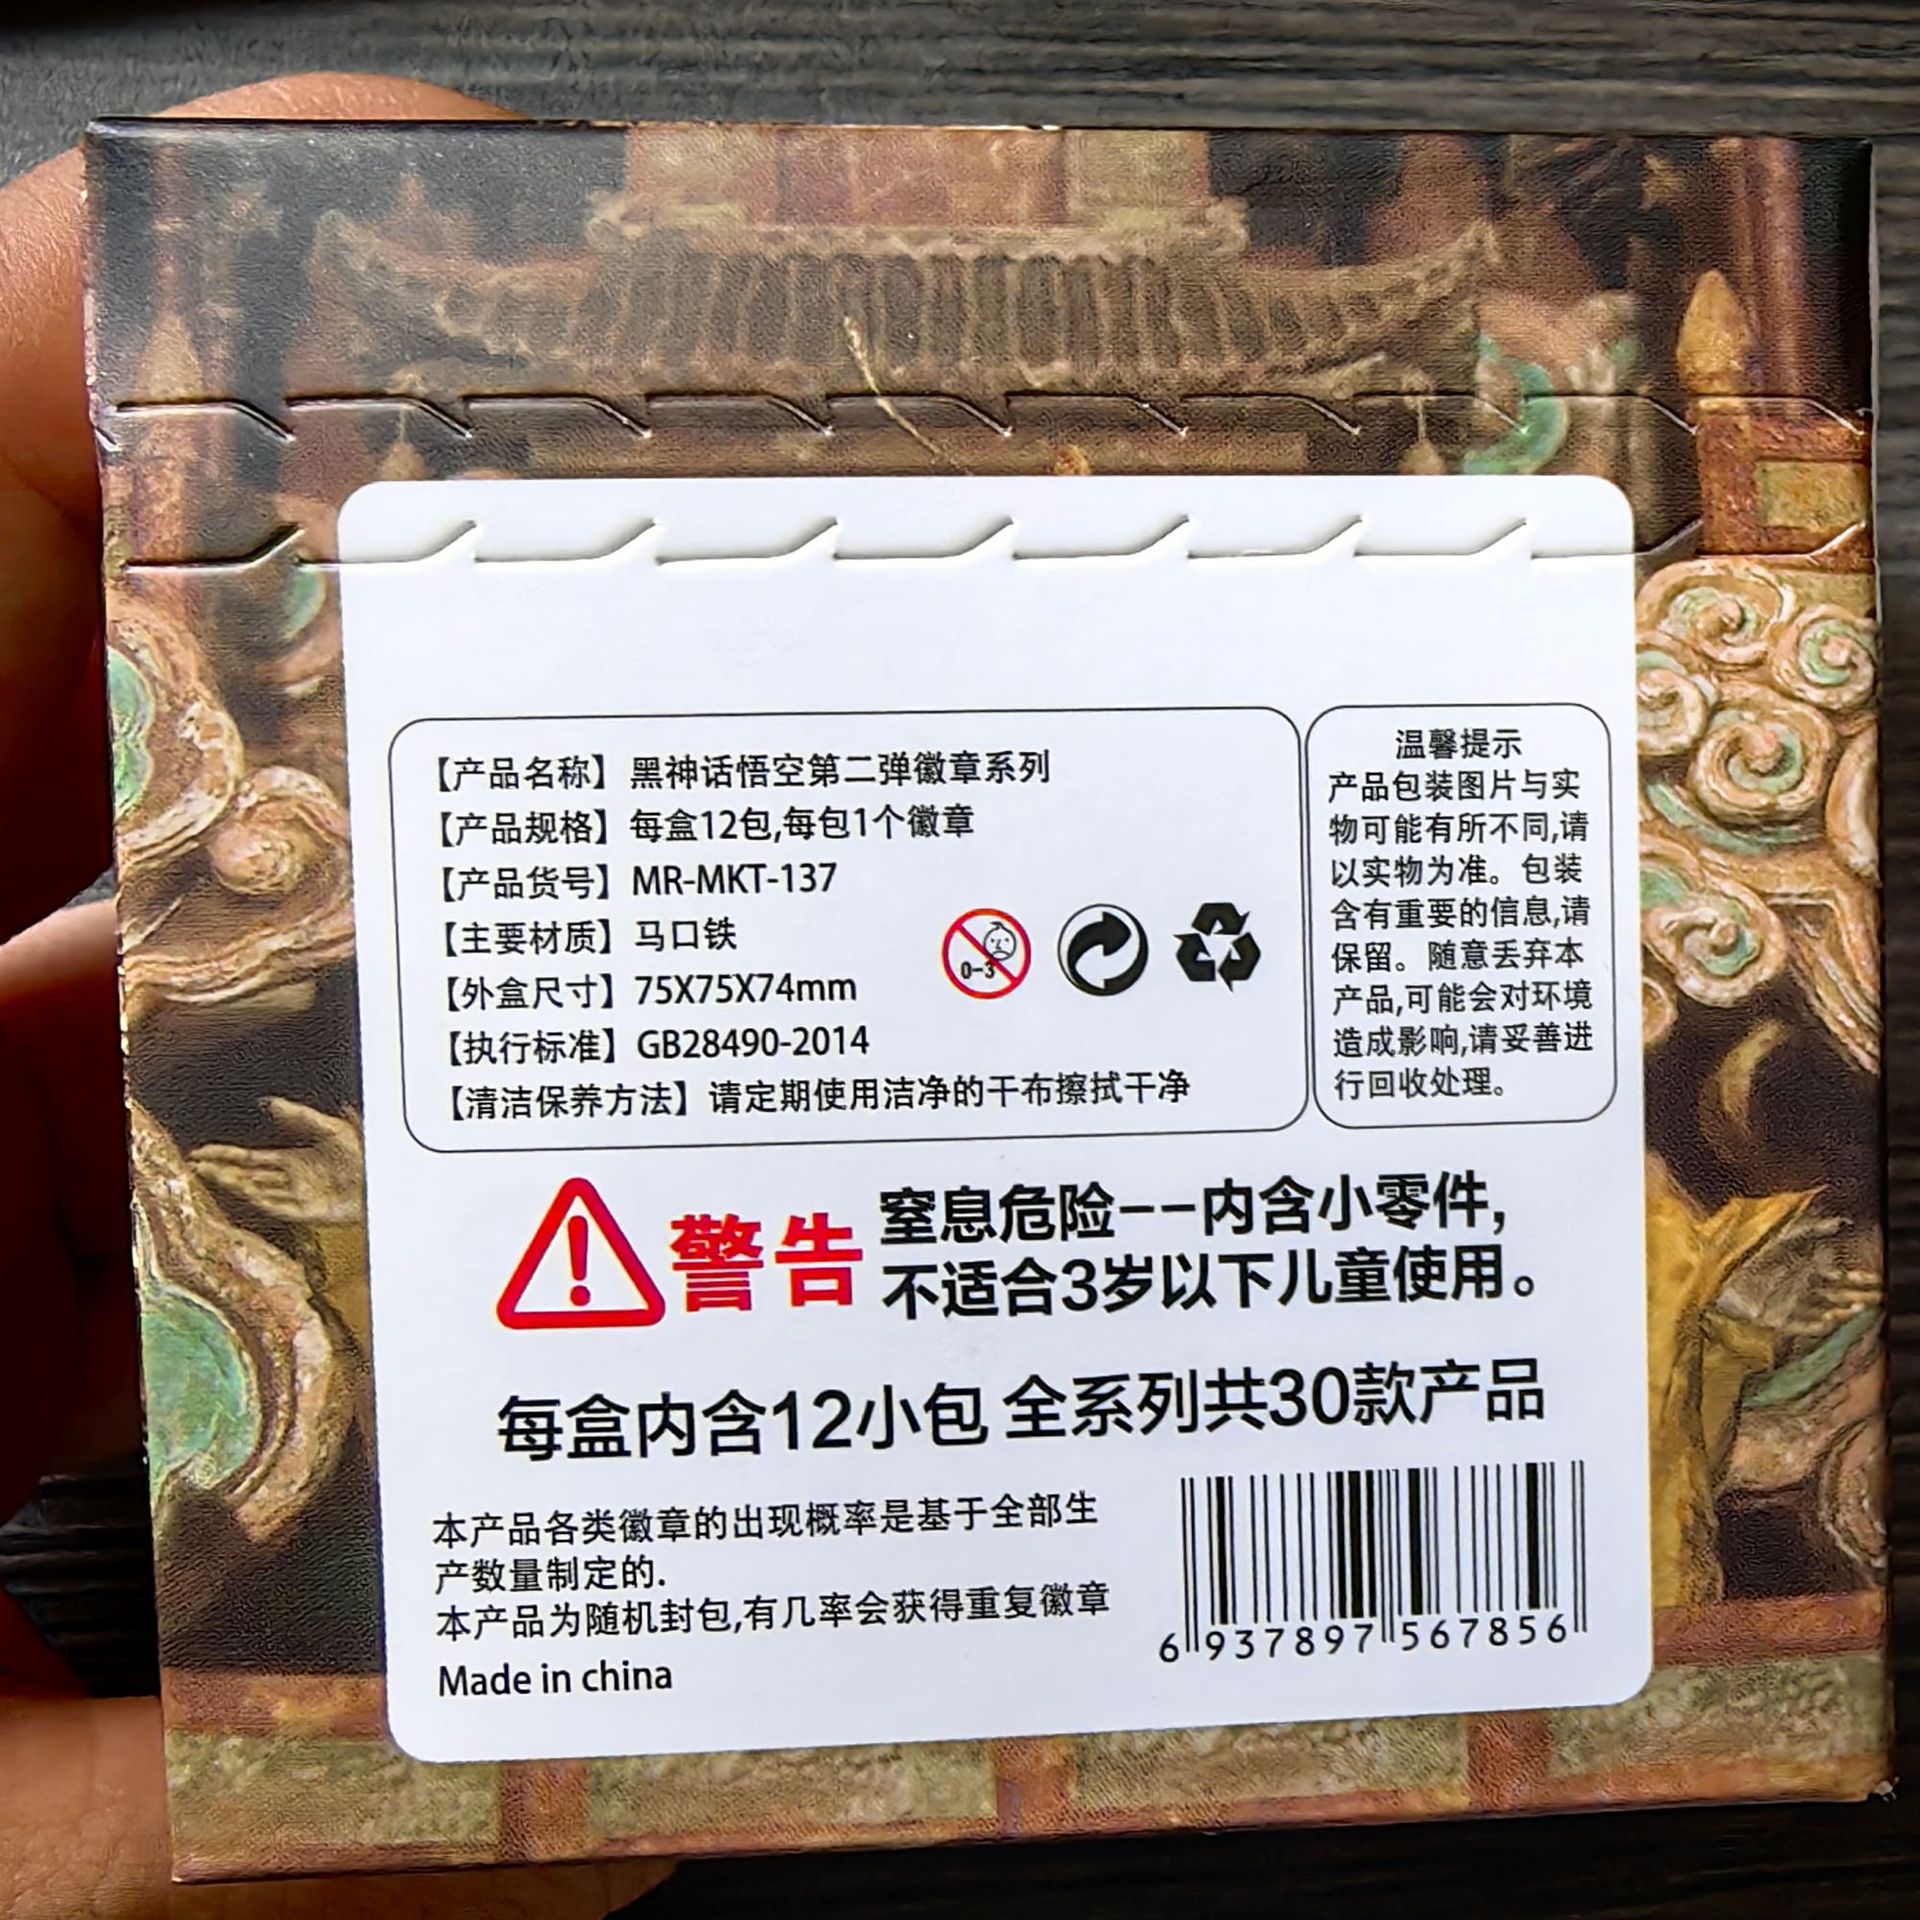 【产品名称】黑神话悟空第二弹徽章系列
【产品规格】每盒12包,每包1个徽章
【产品货号】MR-MKT-137
【主要材质】马口铁
【外盒尺寸】75X75X74mm
【执行标准】GB28490-2014
【清洁保养方法】请定期使用洁净的干布擦拭干净
0-3
温馨提示
产品包装图片与实
物可能有所不同,请
以实物为准。包装
含有重要的信息,请
保留。随意丢弃本
产品,可能会对环境
造成影响,请妥善进
行回收处理。
警告
窒息危险--内含小零件,
不适合3岁以下儿童使用。
每盒内含12小包 全系列共30款产品
本产品各类徽章的出现概率是基于全部生
产数量制定的.
本产品为随机封包,有几率会获得重复徽章
Made in china
6 937897 567856